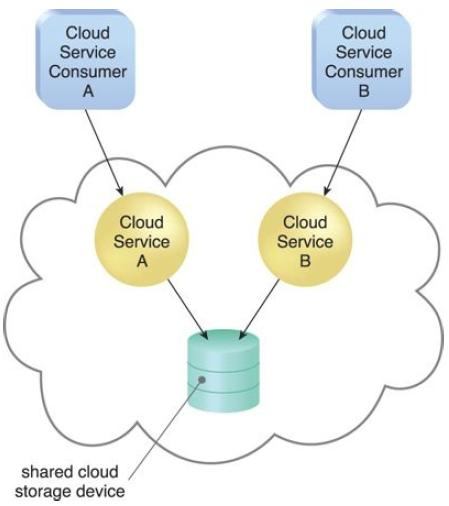 Cloud
Service
Consumer
A
Cloud
Service
Consumer
B
Cloud
Service
A
Cloud
Service
B
shared cloud
storage device